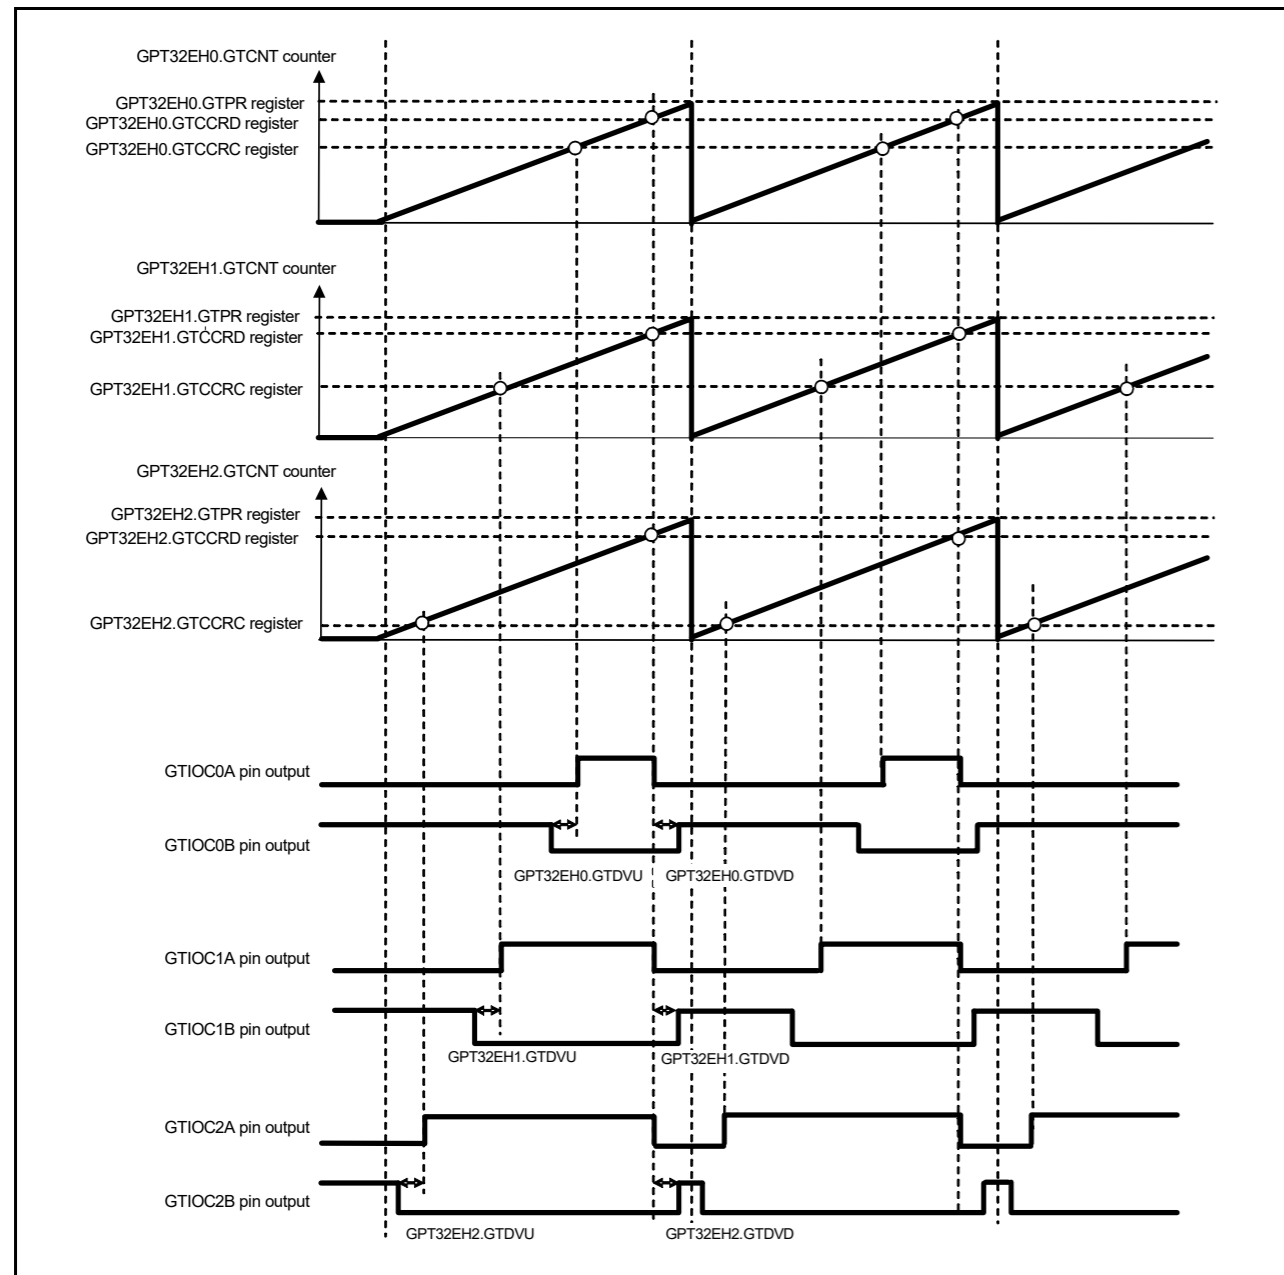 GPT32EH0.GTCNT counter
GPT32EH0.GTPR register
GPT32EH0.GTCCRD register
GPT32EH0.GTCCRC register
GPT32EH1.GTCNT counter
GPT32EH1.GTPR register
GPT32EH1.GTCCRD register
GPT32EH1.GTCCRC register
GPT32EH2.GTCNT counter
GPT32EH2.GTPR register
GPT32EH2.GTCCRD register
GPT32EH2.GTCCRC register
GTIOC0A pin output
GTIOC0B pin output
GPT32EH0.GTDVU GPT32EH0.GTDVD
GTIOC1A pin output
GTIOC1B pin output
GPT32EH1.GTDVU GPT32EH1.GTDVD
GTIOC2A pin output
GTIOC2B pin output
GPT32EH2.GTDVU GPT32EH2.GTDVD